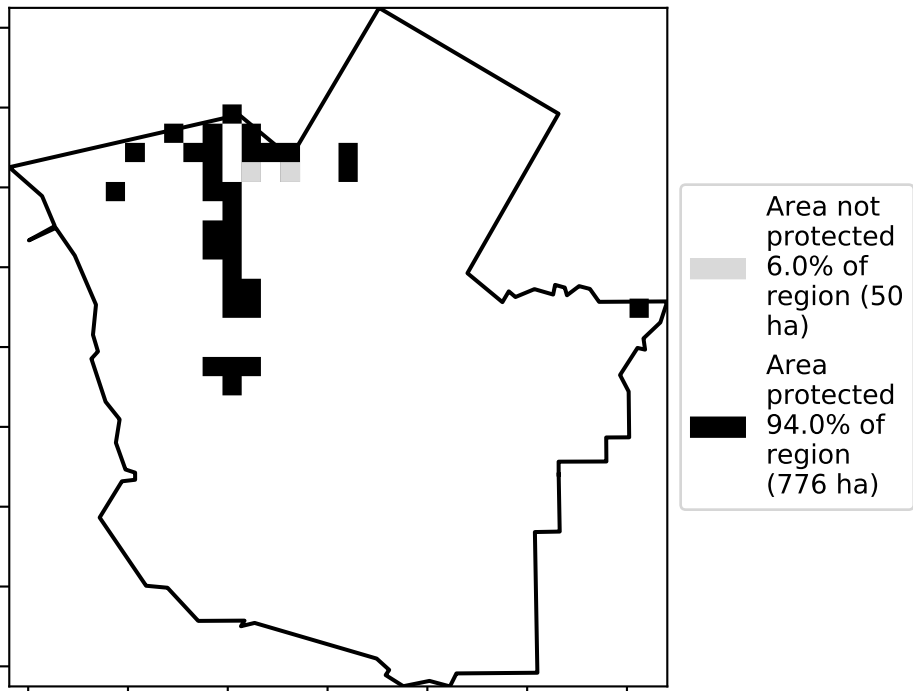 Area not
protected
6.0% of
region (50
ha)
Area
protected
94.0% of
region
(776 ha)